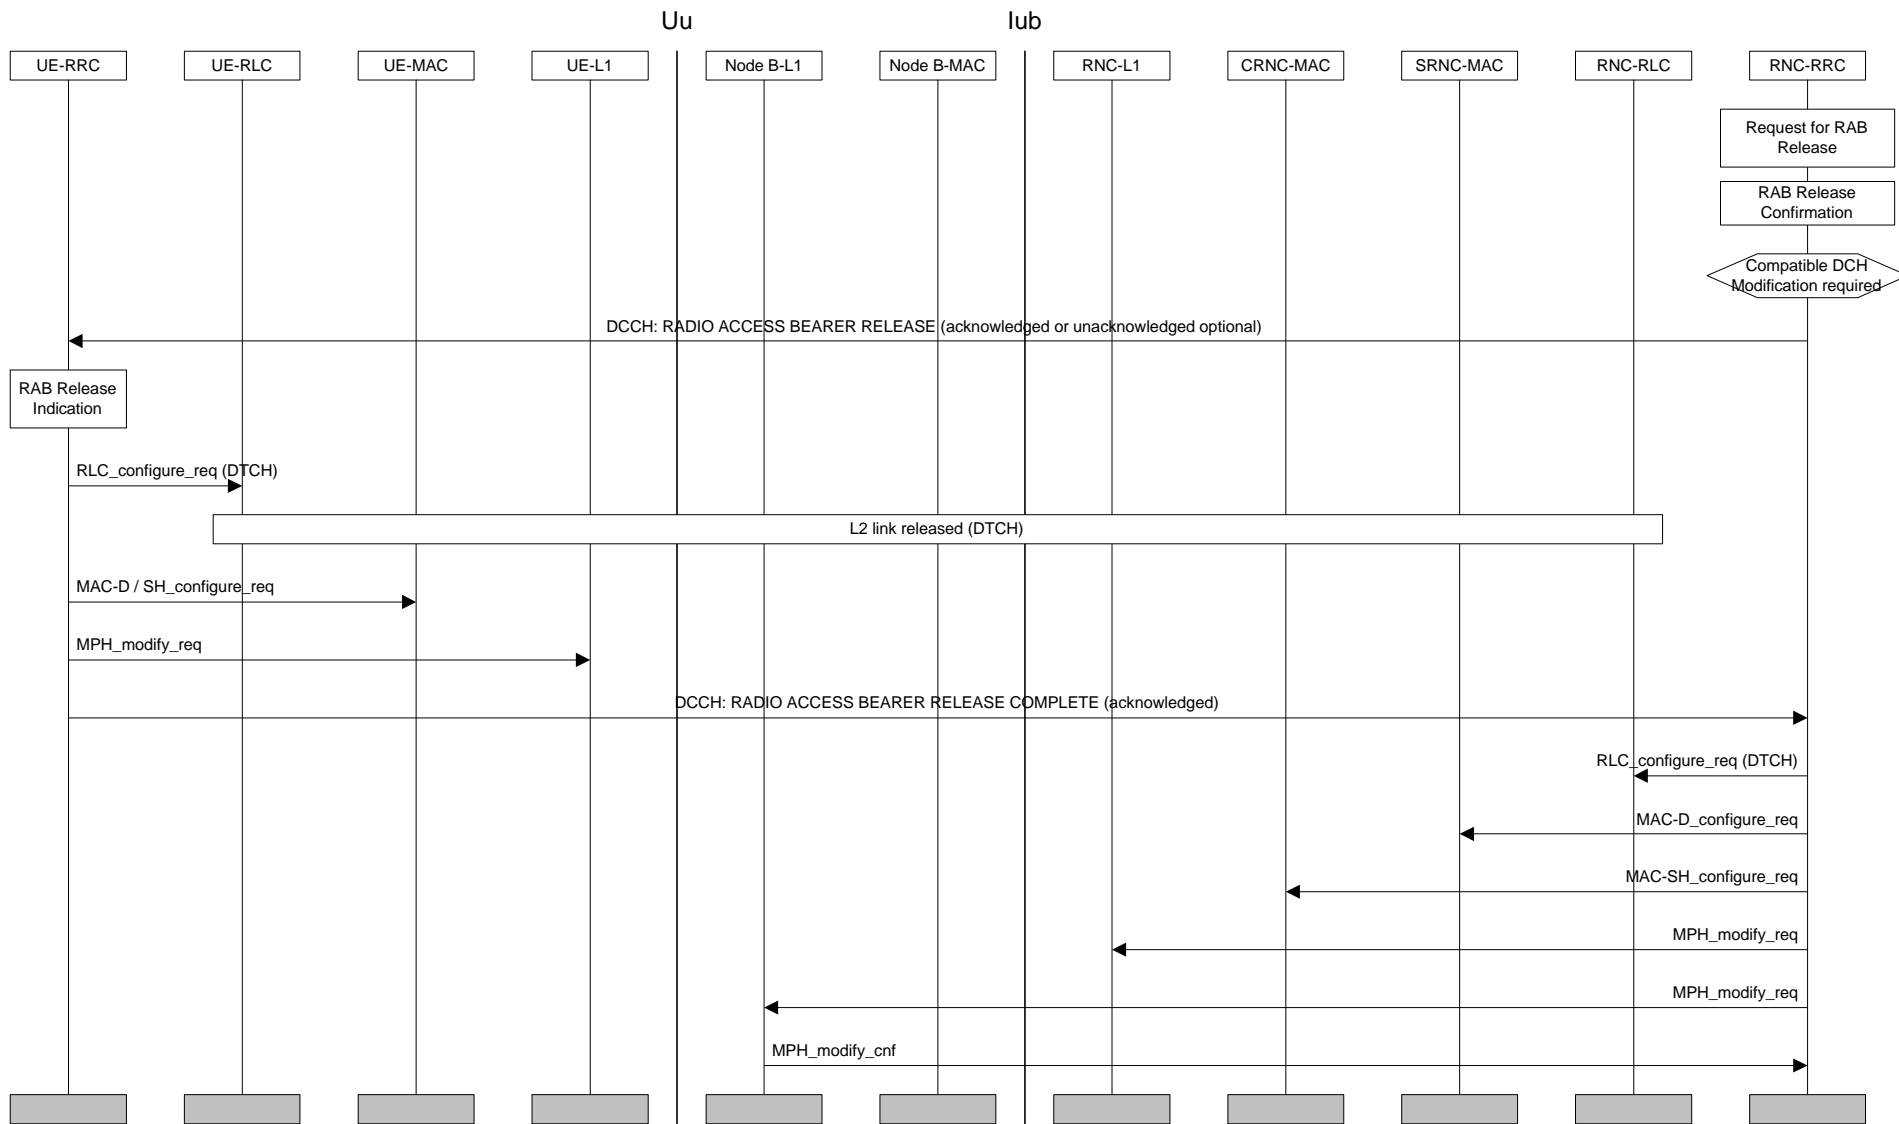 Uu
Iub
UE-RRC
UE-RLC
UE-MAC
UE-L1
Node B-L1
Node B-MAC
RNC-L1
CRNC-MAC
SRNC-MAC
RNC-RLC
RNC-RRC
Request for RAB
Release
RAB Release
Confirmation
Compatible DCH
Modification required
DCCH: RADIO ACCESS BEARER RELEASE (acknowledged or unacknowledged optional)
RAB Release
Indication
RLC_configure_req (DTCH)
L2 link released (DTCH)
MAC-D / SH_configure_req
MPH_modify_req
DCCH: RADIO ACCESS BEARER RELEASE COMPLETE (acknowledged)
RLC_configure_req (DTCH)
MAC-D_configure_req
MAC-SH_configure_req
MPH_modify_req
MPH_modify_req
MPH_modify_cnf